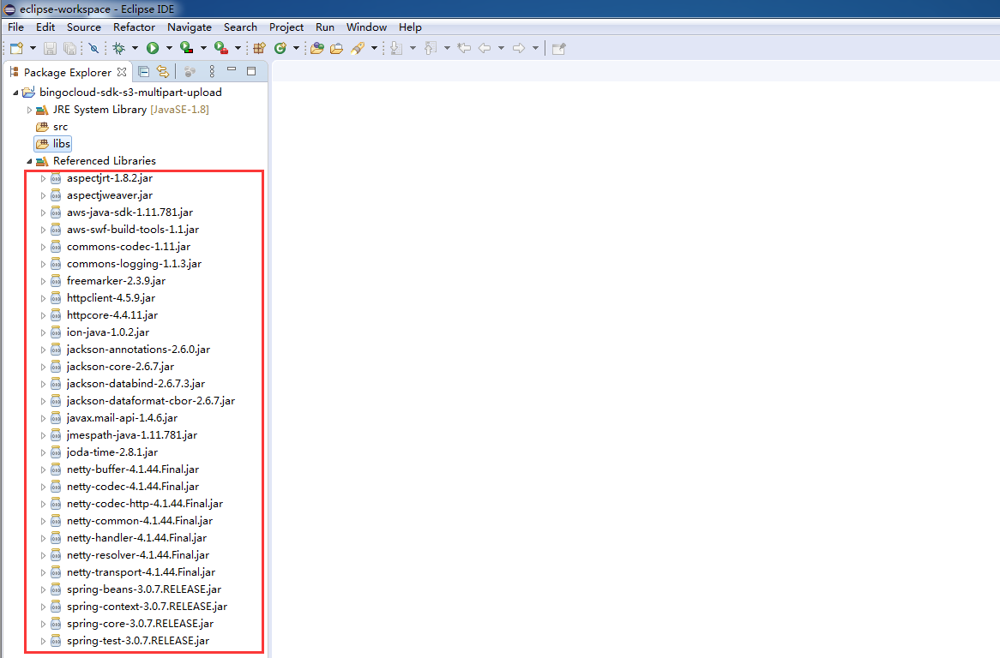 eclipse-workspace - Eclipse IDE
File Edit Source Refactor Navigate Search Project Run Window Help
Package Explorer
bingocloud-sdk-s3-multipart-upload
JRE System Library [JavaSE-1.8]
src
libs
Referenced Libraries
aspectjrt-1.8.2.jar
aspectjweaver.jar
aws-java-sdk-1.11.781.jar
aws-swf-build-tools-1.1.jar
commons-codec-1.11.jar
commons-logging-1.1.3.jar
freemarker-2.3.9.jar
httpclient-4.5.9.jar
httpcore-4.4.11.jar
ion-java-1.0.2.jar
jackson-annotations-2.6.0.jar
jackson-core-2.6.7.jar
jackson-databind-2.6.7.3.jar
jackson-dataformat-cbor-2.6.7.jar
javax.mail-api-1.4.6.jar
jmespath-java-1.11.781.jar
joda-time-2.8.1.jar
netty-buffer-4.1.44.Final.jar
netty-codec-4.1.44.Final.jar
netty-codec-http-4.1.44.Final.jar
netty-common-4.1.44.Final.jar
netty-handler-4.1.44.Final.jar
netty-resolver-4.1.44.Final.jar
netty-transport-4.1.44.Final.jar
spring-beans-3.0.7.RELEASE.jar
spring-context-3.0.7.RELEASE.jar
spring-core-3.0.7.RELEASE.jar
spring-test-3.0.7.RELEASE.jar